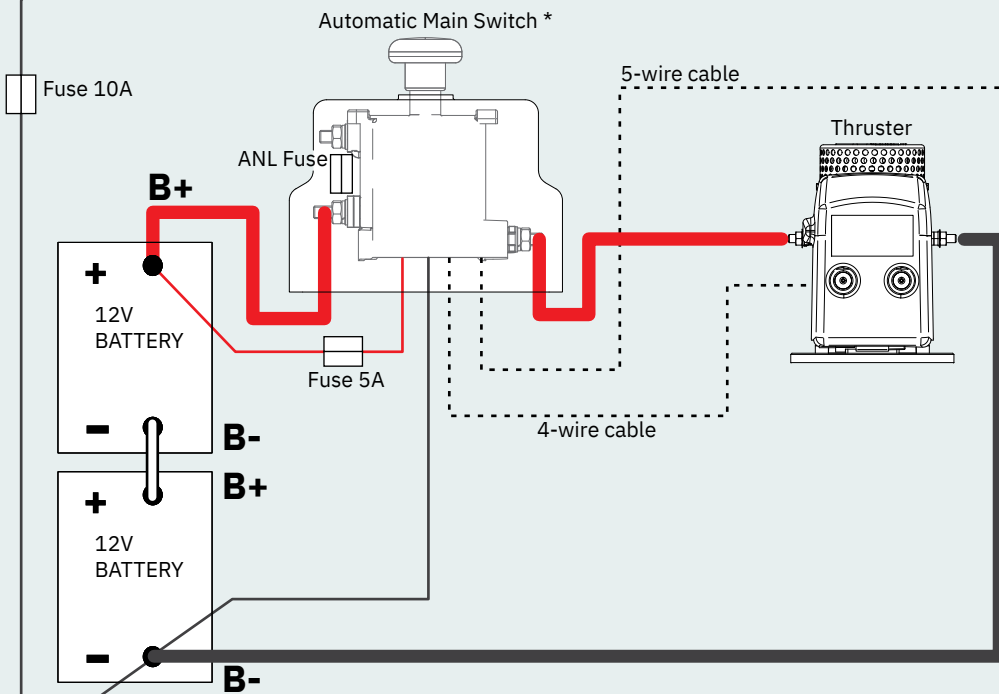 Automatic Main Switch *
5-wire cable
Fuse 10A
Thruster
ANL Fuse
B+
+
12V
BATTERY
Fuse 5A
4-wire cable
-
B-
B+
+
12V
BATTERY
-
B-